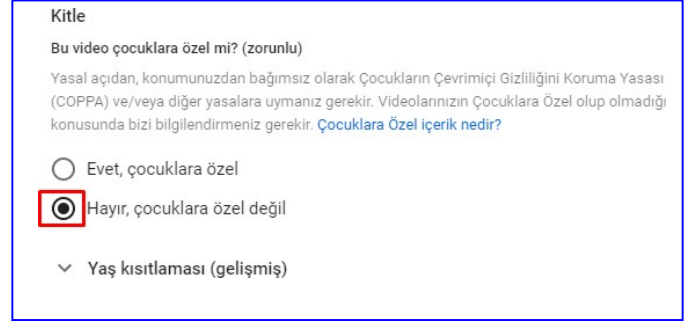 Kitle
Bu video çocuklara özel mi? (zorunlu)
Yasal açıdan, konumunuzdan bağımsız olarak Çocukların Çevrimiçi Gizliliğini Koruma Yasası
(COPPA) ve/veya diğer yasalara uymanız gerekir. Videolarınızın Çocuklara Özel olup olmadığı
konusunda bizi bilgilendirmeniz gerekir. Çocuklara Özel içerik nedir?
Evet, çocuklara özel
Hayır, çocuklara özel değil
Yaş kısıtlaması (gelişmiş)